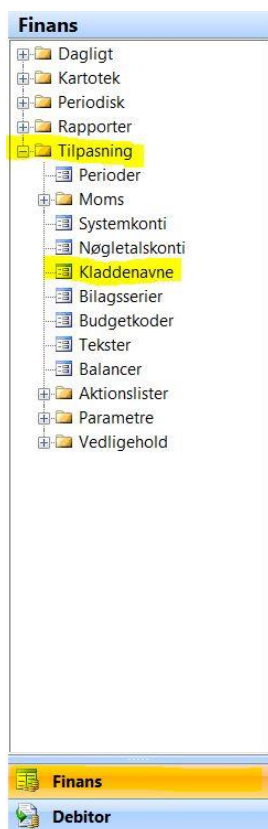 Finans
Dagligt
Kartotek
Periodisk
Rapporter
Tilpasning
Perioder
Moms
Systemkonti
Nøgletalskonti
Kladdenavne
Bilagsserier
Budgetkoder
Tekster
Balancer
Aktionslister
Parametre
Vedligehold
Finans
Debitor